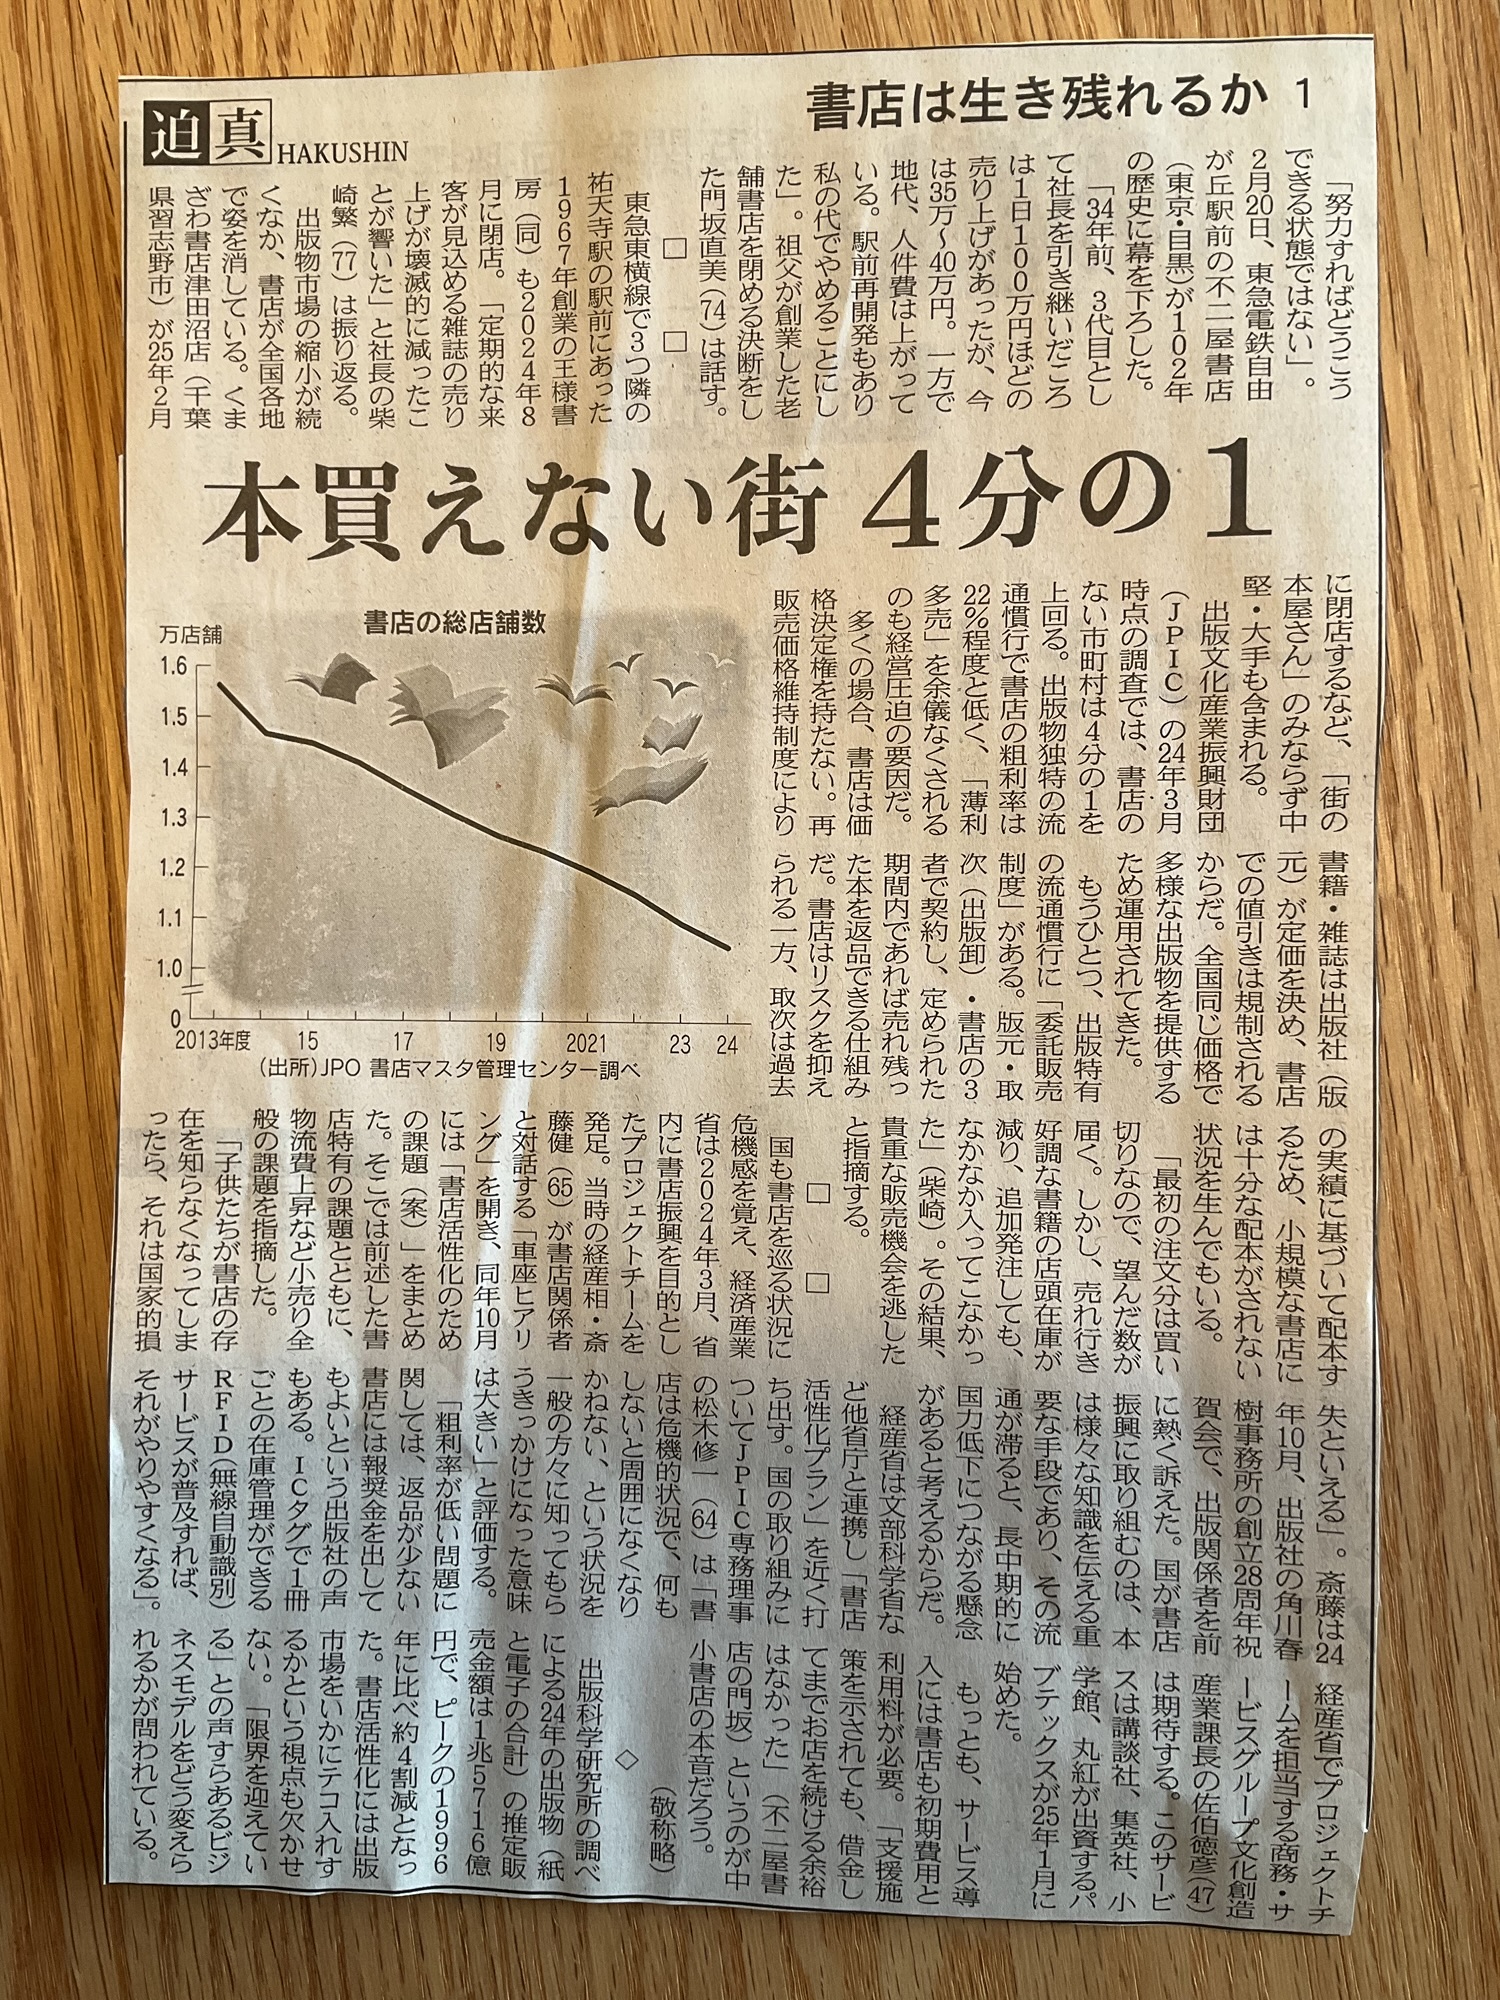 書店は生き残れるか 1
迫真
HAKUSHIN
「努力すればどうこう
できる状態ではない」。
2月20日、東急電鉄自由
が丘駅前の不二屋書店
(東京・目黒)が102年
の歴史に幕を下ろした。
「34年前、3代目とし
て社長を引き継いだころ
は1日100万円ほどの
売り上げがあったが、今
は35万〜40万円。一方で
地代、人件費は上がって
いる。駅前再開発もあり
私の代でやめることにし
た」。祖父が創業した老
舗書店を閉める決断をし
た門坂直美(74)は話す。
□ □
東急東横線で3つ隣の
祐天寺駅の駅前にあった
1967年創業の王様書
房(同)も2024年8
月に閉店。「定期的な来
客が見込める雑誌の売り
上げが壊滅的に減ったこ
とが響いた」と社長の柴
崎繁(77)は振り返る。
出版物市場の縮小が続
くなか、書店が全国各地
で姿を消している。くま
ざわ書店津田沼店(千葉
県習志野市)が25年2月
本買えない街 4分の1
に閉店するなど、「街の
本屋さん」のみならず中
堅・大手も含まれる。
出版文化産業振興財団
(JPIC)の24年3月
時点の調査では、書店の
ない市町村は4分の1を
上回る。出版物独特の流
通慣行で書店の粗利率は
22%程度と低く、「薄利
多売」を余儀なくされる
のも経営圧迫の要因だ。
多くの場合、書店は価
格決定権を持たない。再
販売価格維持制度により
書店の総店舗数
万店舗
1.6
1.5
1.4
1.3
1.2
1.1
1.0
0
2013年度 15 17 19 2021 23 24
(出所)JPO 書店マスタ管理センター調べ
書籍・雑誌は出版社(版
元)が定価を決め、書店
での値引きは規制される
からだ。全国同じ価格で
多様な出版物を提供する
ため運用されてきた。
もうひとつ、出版特有
の流通慣行に「委託販売
制度」がある。版元・取
次(出版卸)・書店の3
者で契約し、定められた
期間内であれば売れ残っ
た本を返品できる仕組み
だ。書店はリスクを抑え
られる一方、取次は過去
の実績に基づいて配本す
るため、小規模な書店に
は十分な配本がされない
状況を生んでもいる。
「最初の注文分は買い
切りなので、望んだ数が
届く。しかし、売れ行き
好調な書籍の店頭在庫が
減り、追加発注しても、
なかなか入ってこなかっ
た」(柴崎)。その結果、
貴重な販売機会を逃した
と指摘する。
□ □
国も書店を巡る状況に
危機感を覚え、経済産業
省は2024年3月、省
内に書店振興を目的とし
たプロジェクトチームを
発足。当時の経産相・斎
藤健(65)が書店関係者
と対話する「車座ヒアリ
ング」を開き、同年10月
には「書店活性化のため
の課題(案)」をまとめ
た。そこでは前述した書
店特有の課題とともに、
物流費上昇など小売り全
般の課題を指摘した。
「子供たちが書店の存
在を知らなくなってしま
ったら、それは国家的損
失といえる」。斎藤は24
年10月、出版社の角川春
樹事務所の創立28周年祝
賀会で、出版関係者を前
に熱く訴えた。国が書店
振興に取り組むのは、本
は様々な知識を伝える重
要な手段であり、その流
通が滞ると、長中期的に
国力低下につながる懸念
があると考えるからだ。
経産省は文部科学省な
ど他省庁と連携し「書店
活性化プラン」を近く打
ち出す。国の取り組みに
ついてJPIC専務理事
の松木修一(64)は「書
店は危機的状況で、何も
しないと周囲になくなり
かねない、という状況を
一般の方々に知ってもら
うきっかけになった意味
は大きい」と評価する。
「粗利率が低い問題に
関しては、返品が少ない
書店には報奨金を出して
もよいという出版社の声
もある。ICタグで1冊
ごとの在庫管理ができる
RFID(無線自動識別)
サービスが普及すれば、
それがやりやすくなる」。
経産省でプロジェクトチ
ームを担当する商務・サ
ービスグループ文化創造
産業課長の佐伯徳彦(47)
は期待する。このサービ
スは講談社、集英社、小
学館、丸紅が出資するパ
ブテックスが25年1月に
始めた。
もっとも、サービス導
入には書店も初期費用と
利用料が必要。「支援施
策を示されても、借金し
てまでお店を続ける余裕
はなかった」(不二屋書
店の門坂)というのが中
小書店の本音だろう。
(敬称略)
◇
出版科学研究所の調べ
による24年の出版物(紙
と電子の合計)の推定販
売金額は1兆5716億
円で、ピークの1996
年に比べ約4割減となっ
た。書店活性化には出版
市場をいかにテコ入れす
るかという視点も欠かせ
ない。「限界を迎えてい
る」との声すらあるビジ
ネスモデルをどう変えら
れるかが問われている。